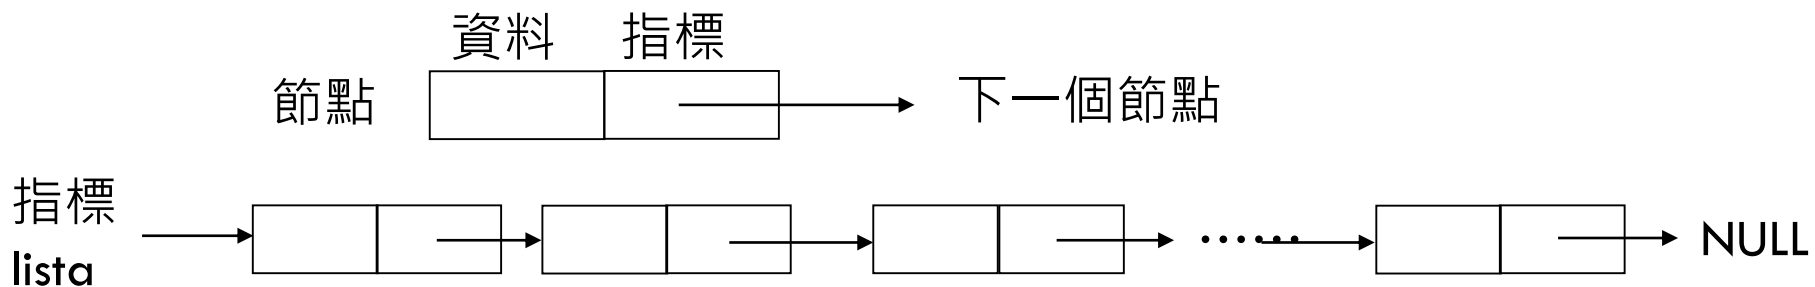 資料 指標
節點 下一個節點
指標
lista
...... NULL